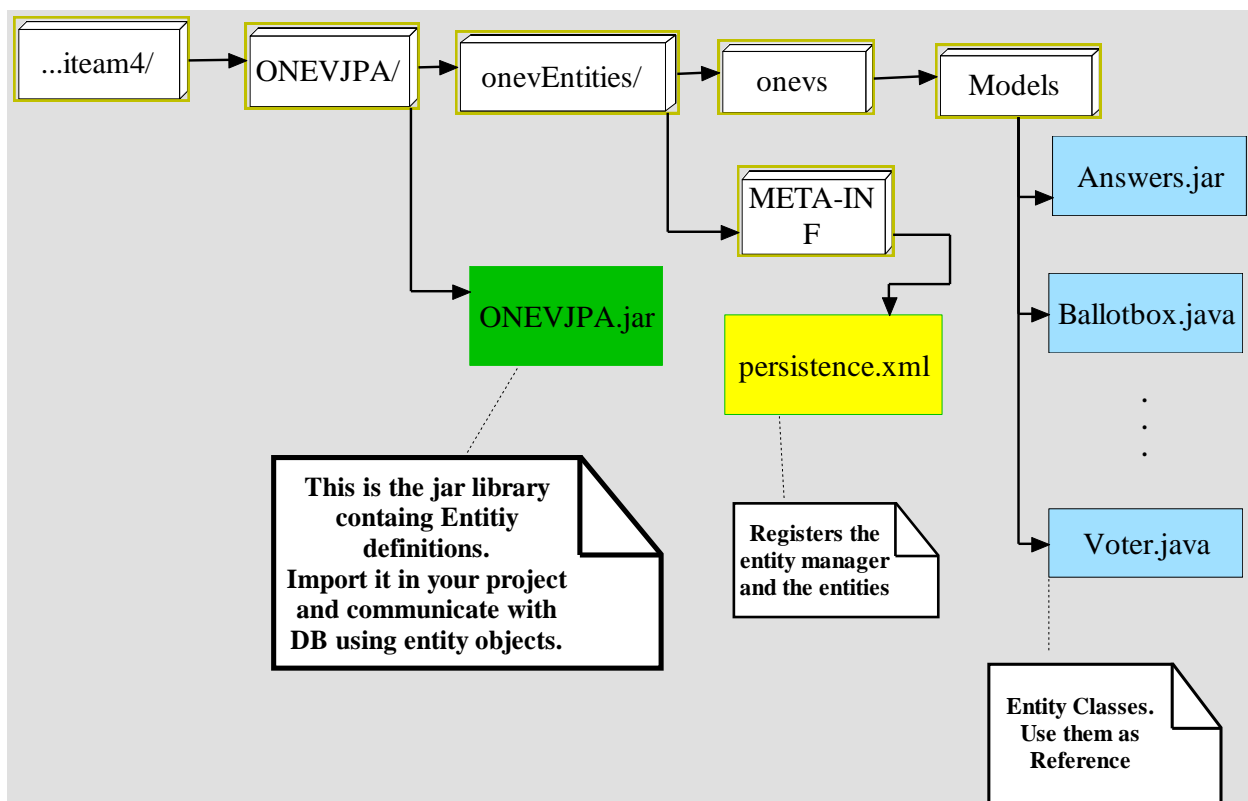 ...iteam4/
ONEVJPA/
onevEntities/
onevs
Models
Answers.jar
META-IN
F
ONEVJPA.jar
Ballotbox.java
persistence.xml
.
.
.
This is the jar library
containg Entitiy
definitions.
Import it in your project
and communicate with
DB using entity objects.
Registers the
entity manager
and the entities
Voter.java
Entity Classes.
Use them as
Reference